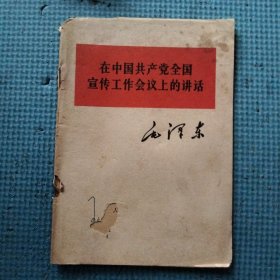 在中国共产党全国
宣传工作会议上的讲话
毛泽东